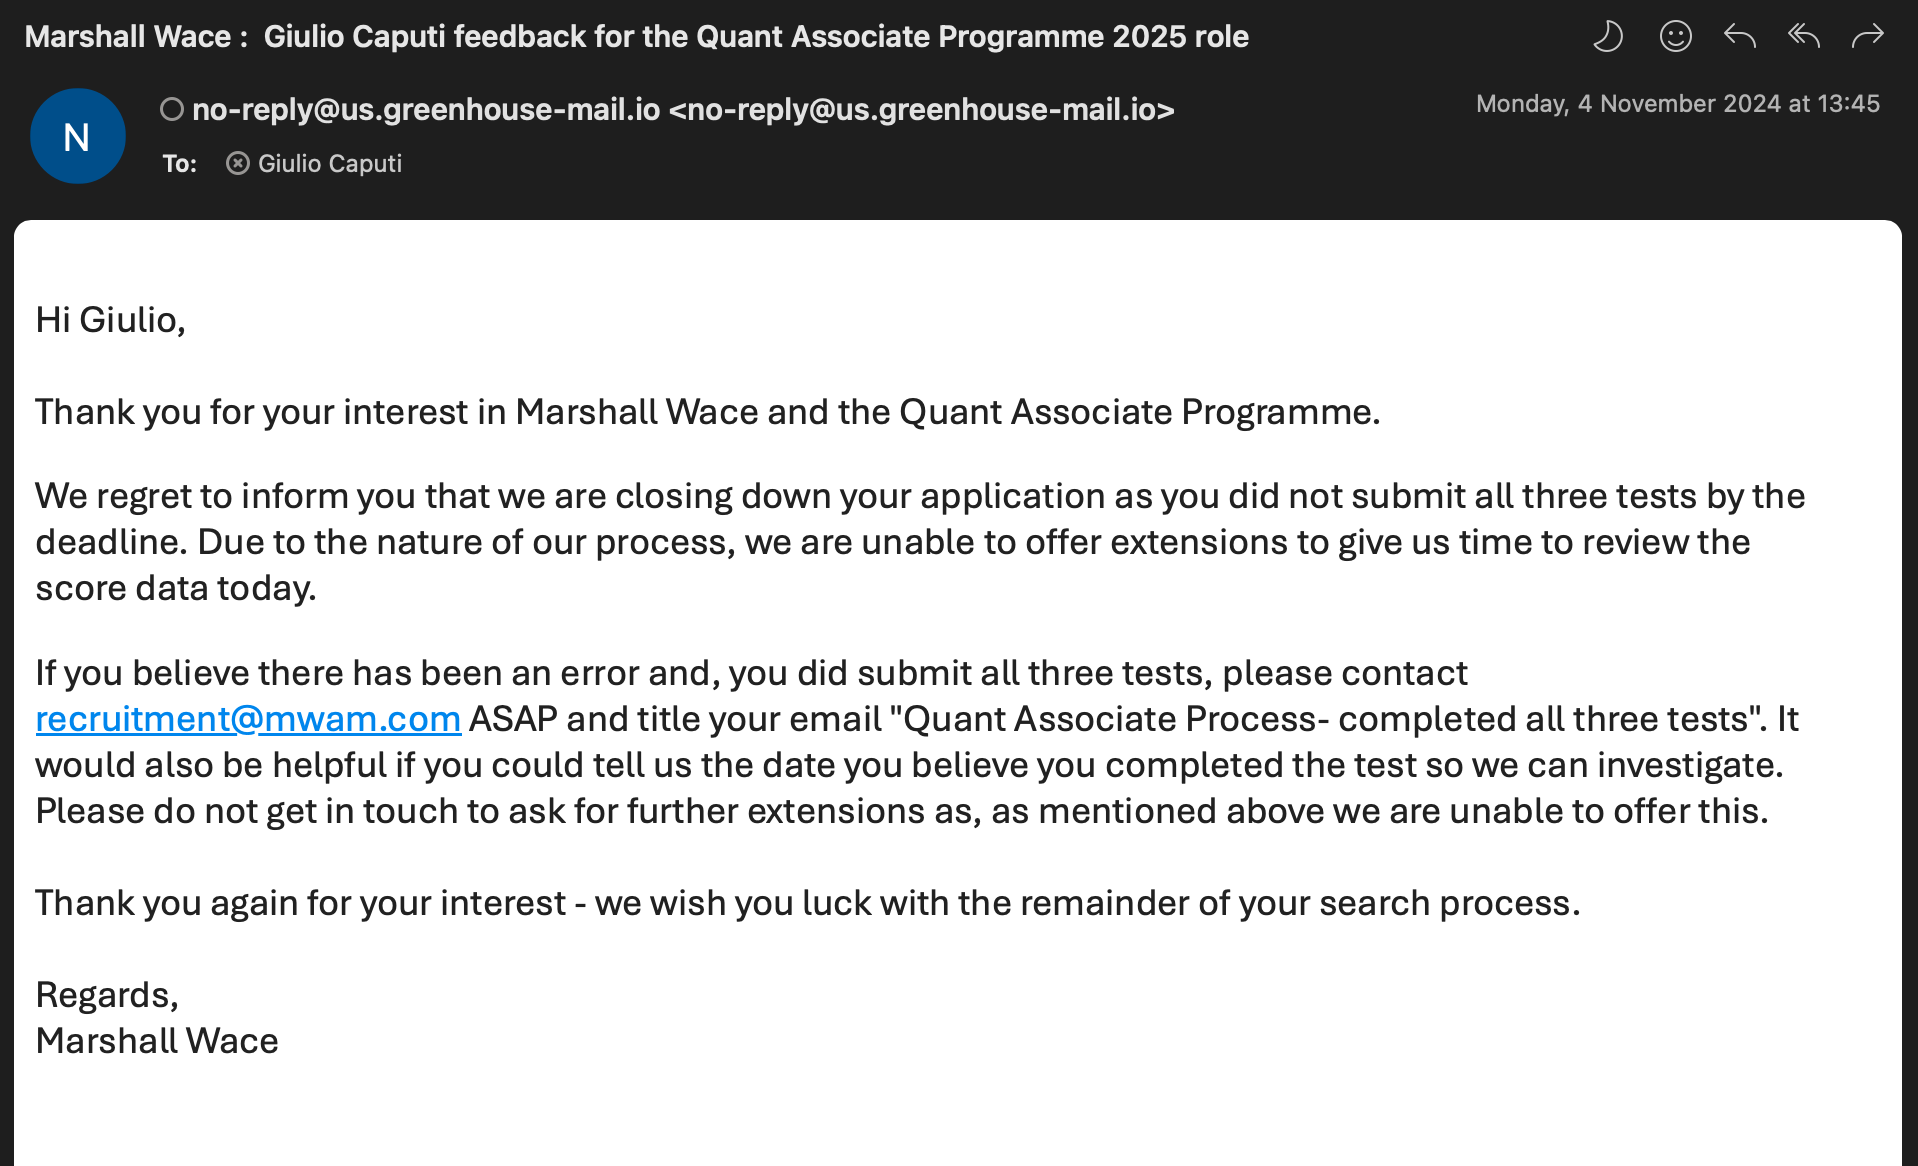 Marshall Wace :  Giulio Caputi feedback for the Quant Associate Programme 2025 role
N
no-reply@us.greenhouse-mail.io <no-reply@us.greenhouse-mail.io>
Monday, 4 November 2024 at 13:45
To: Giulio Caputi
Hi Giulio,
Thank you for your interest in Marshall Wace and the Quant Associate Programme.
We regret to inform you that we are closing down your application as you did not submit all three tests by the
deadline. Due to the nature of our process, we are unable to offer extensions to give us time to review the
score data today.
If you believe there has been an error and, you did submit all three tests, please contact
recruitment@mwam.com ASAP and title your email "Quant Associate Process- completed all three tests". It
would also be helpful if you could tell us the date you believe you completed the test so we can investigate.
Please do not get in touch to ask for further extensions as, as mentioned above we are unable to offer this.
Thank you again for your interest - we wish you luck with the remainder of your search process.
Regards,
Marshall Wace